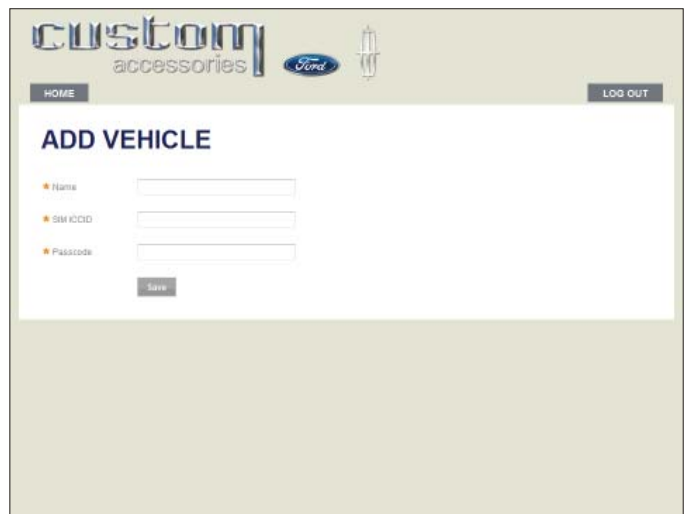 custom
accessories Ford
HOME LOG OUT
ADD VEHICLE
* Name
* SIM ICCID
* Passcode
Save